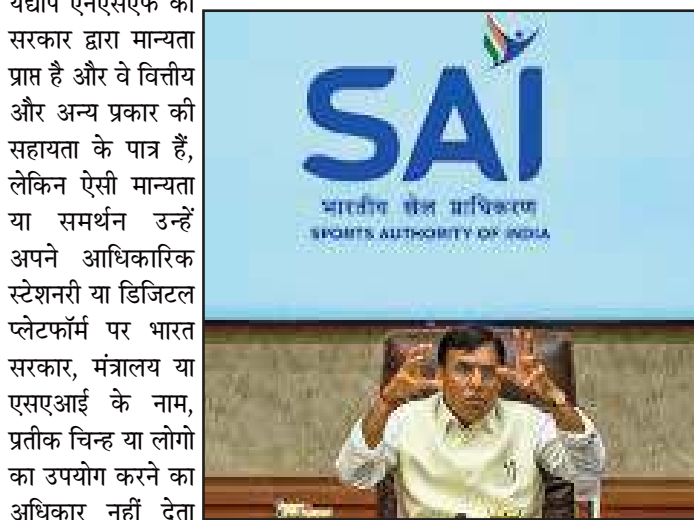 यद्यपि एनएसएफ को
सरकार द्वारा मान्यता
प्राप्त है और वे वित्तीय
और अन्य प्रकार की
सहायता के पात्र हैं,
लेकिन ऐसी मान्यता
या समर्थन उन्हें
अपने आधिकारिक
स्टेशनरी या डिजिटल
प्लेटफॉर्म पर भारत
सरकार, मंत्रालय या
एसएआई के नाम,
प्रतीक चिन्ह या लोगो
का उपयोग करने का
अधिकार नहीं देता
SAI
भारतीय खेल प्राधिकरण
SPORTS AUTHORITY OF INDIA